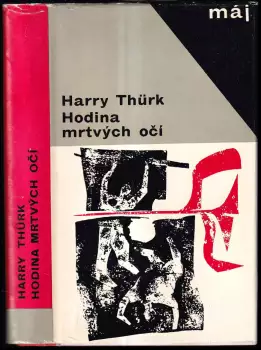 máj
Harry Thürk
Hodina
mrtvých očí
HARRY THÜRK
HODINA MRTVÝCH OČÍ